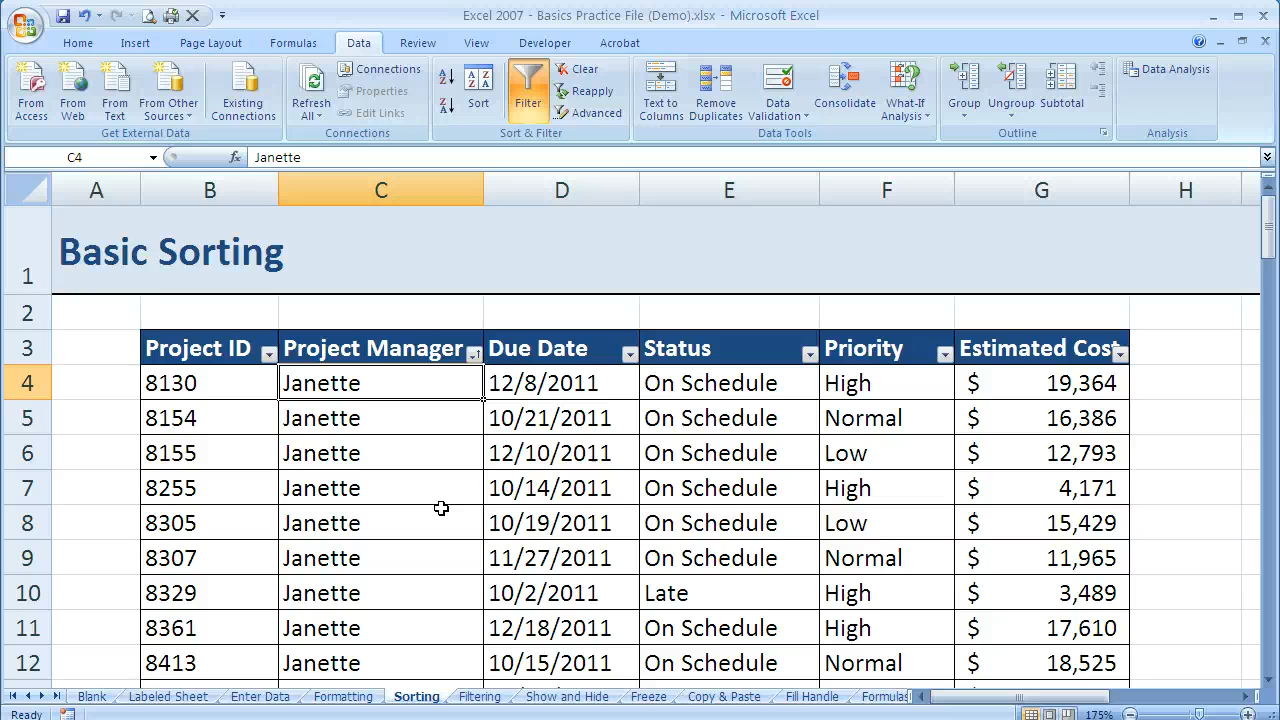 Excel 2007 - Basics Practice File (Demo).xlsx - Microsoft Excel
Home Insert Page Layout Formulas Data Review View Developer Acrobat
From Access
From Web
From Text
From Other Sources
Existing Connections
Get External Data
Refresh All
Connections
Properties
Edit Links
Connections
Sort
Filter
Clear
Reapply
Advanced
Sort & Filter
Text to Columns
Remove Duplicates
Data Validation
Consolidate
What-If Analysis
Data Tools
Group
Ungroup
Subtotal
Outline
Data Analysis
Analysis
C4 fx Janette
A B C D E F G H
1 Basic Sorting
2
3 Project ID Project Manager Due Date Status Priority Estimated Cost
4 8130 Janette 12/8/2011 On Schedule High $ 19,364
5 8154 Janette 10/21/2011 On Schedule Normal $ 16,386
6 8155 Janette 12/10/2011 On Schedule Low $ 12,793
7 8255 Janette 10/14/2011 On Schedule High $ 4,171
8 8305 Janette 10/19/2011 On Schedule Low $ 15,429
9 8307 Janette 11/27/2011 On Schedule Normal $ 11,965
10 8329 Janette 10/2/2011 Late High $ 3,489
11 8361 Janette 12/18/2011 On Schedule High $ 17,610
12 8413 Janette 10/15/2011 On Schedule Normal $ 18,525
Blank Labeled Sheet Enter Data Formatting Sorting Filtering Show and Hide Freeze Copy & Paste Fill Handle Formulas
Ready 175%